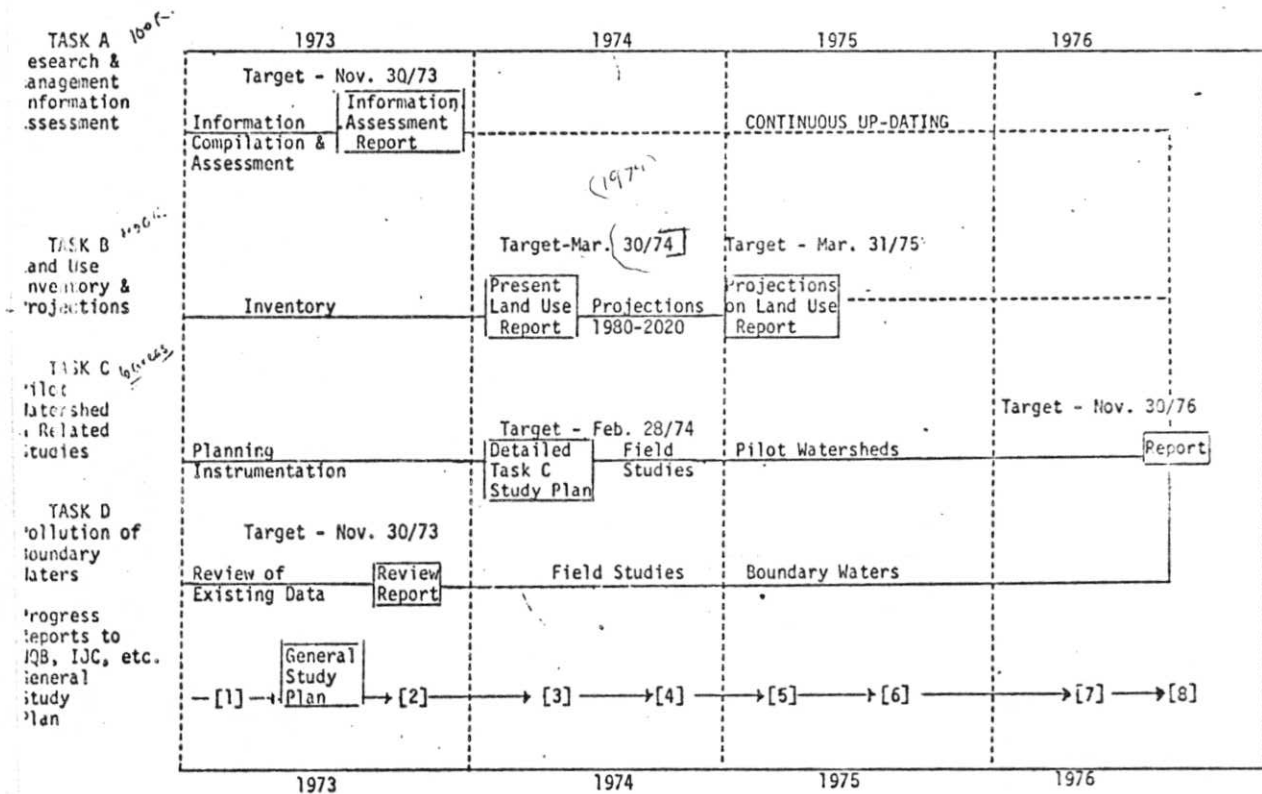 1973 1974 1975 1976
TASK A
esearch &
anagement
nformation
ssessment
Target - Nov. 30/73
Information
Compilation &
Assessment
Information
Assessment
Report
CONTINUOUS UP-DATING
(1974)
TASK B
and Use
nventory &
rojections
Inventory
Target-Mar. 30/74
Present
Land Use
Report
Projections
1980-2020
Target - Mar. 31/75
Projections
on Land Use
Report
TASK C
ilot
atershed
Related
tudies
Planning
Instrumentation
Target - Feb. 28/74
Detailed
Task C
Study Plan
Field
Studies
Pilot Watersheds
Target - Nov. 30/76
Report
TASK D
ollution of
oundary
aters
Target - Nov. 30/73
Review of
Existing Data
Review
Report
Field Studies
Boundary Waters
rogress
eports to
QB, IJC, etc.
eneral
tudy
Plan
[1]
General
Study
Plan
[2] [3] [4] [5] [6] [7] [8]
1973 1974 1975 1976